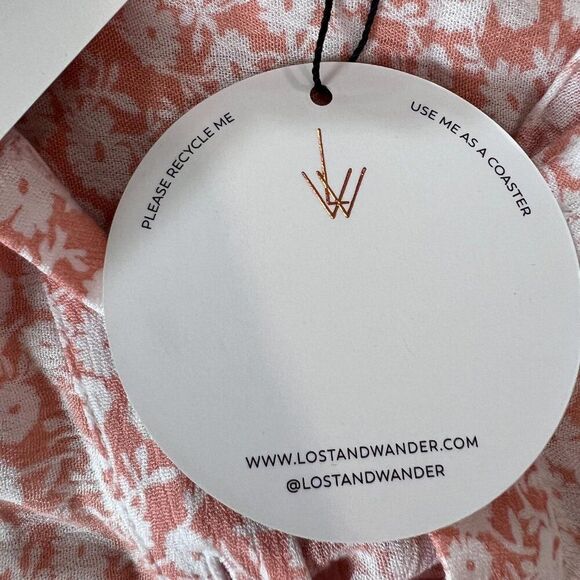 PLEASE RECYCLE ME
USE ME AS A COASTER
WWW.LOSTANDWANDER.COM
@LOSTANDWANDER